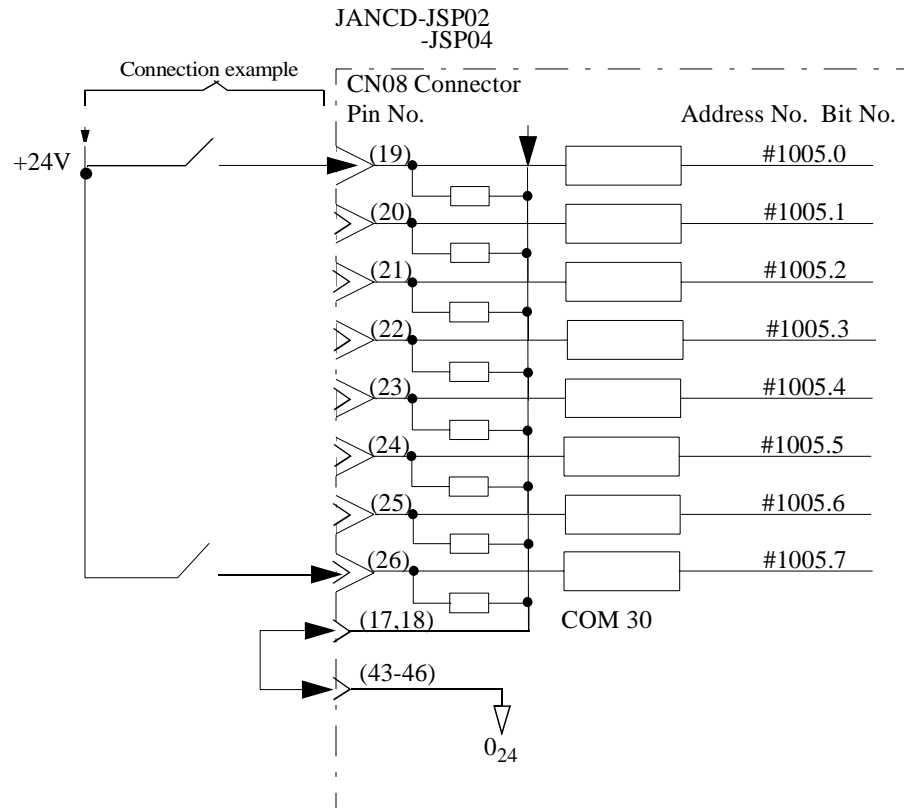 JANCD-JSP02
-JSP04
Connection example
CN08 Connector
Pin No.
Address No. Bit No.
+24V
(19)
#1005.0
(20)
#1005.1
(21)
#1005.2
(22)
#1005.3
(23)
#1005.4
(24)
#1005.5
(25)
#1005.6
(26)
#1005.7
(17,18)
COM 30
(43-46)
0₂₄